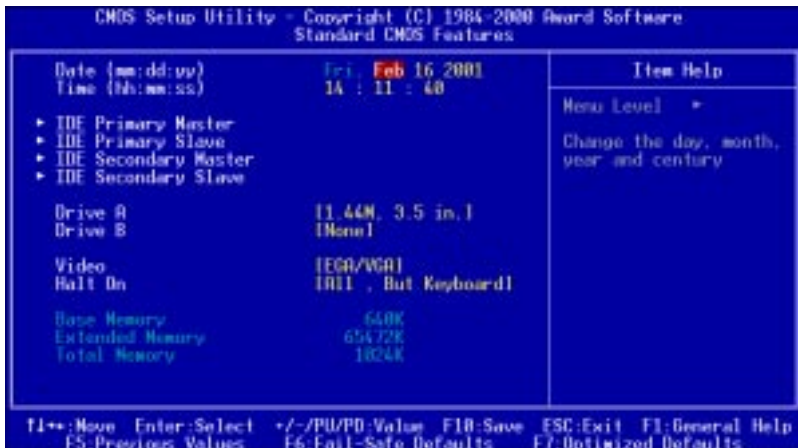 CMOS Setup Utility - Copyright (C) 1984-2000 Award Software
Standard CMOS Features
Date (mm:dd:yy) Fri, Feb 16 2001
Time (hh:mm:ss) 14 : 11 : 40
► IDE Primary Master
► IDE Primary Slave
► IDE Secondary Master
► IDE Secondary Slave
Drive A [1.44M, 3.5 in.]
Drive B [None]
Video [EGA/VGA]
Halt On [All , But Keyboard]
Base Memory 640K
Extended Memory 65472K
Total Memory 1024K
Item Help
Menu Level ►
Change the day, month,
year and century
↑↓→←:Move Enter:Select +/-/PU/PD:Value F10:Save ESC:Exit F1:General Help
F5:Previous Values F6:Fail-Safe Defaults F7:Optimized Defaults